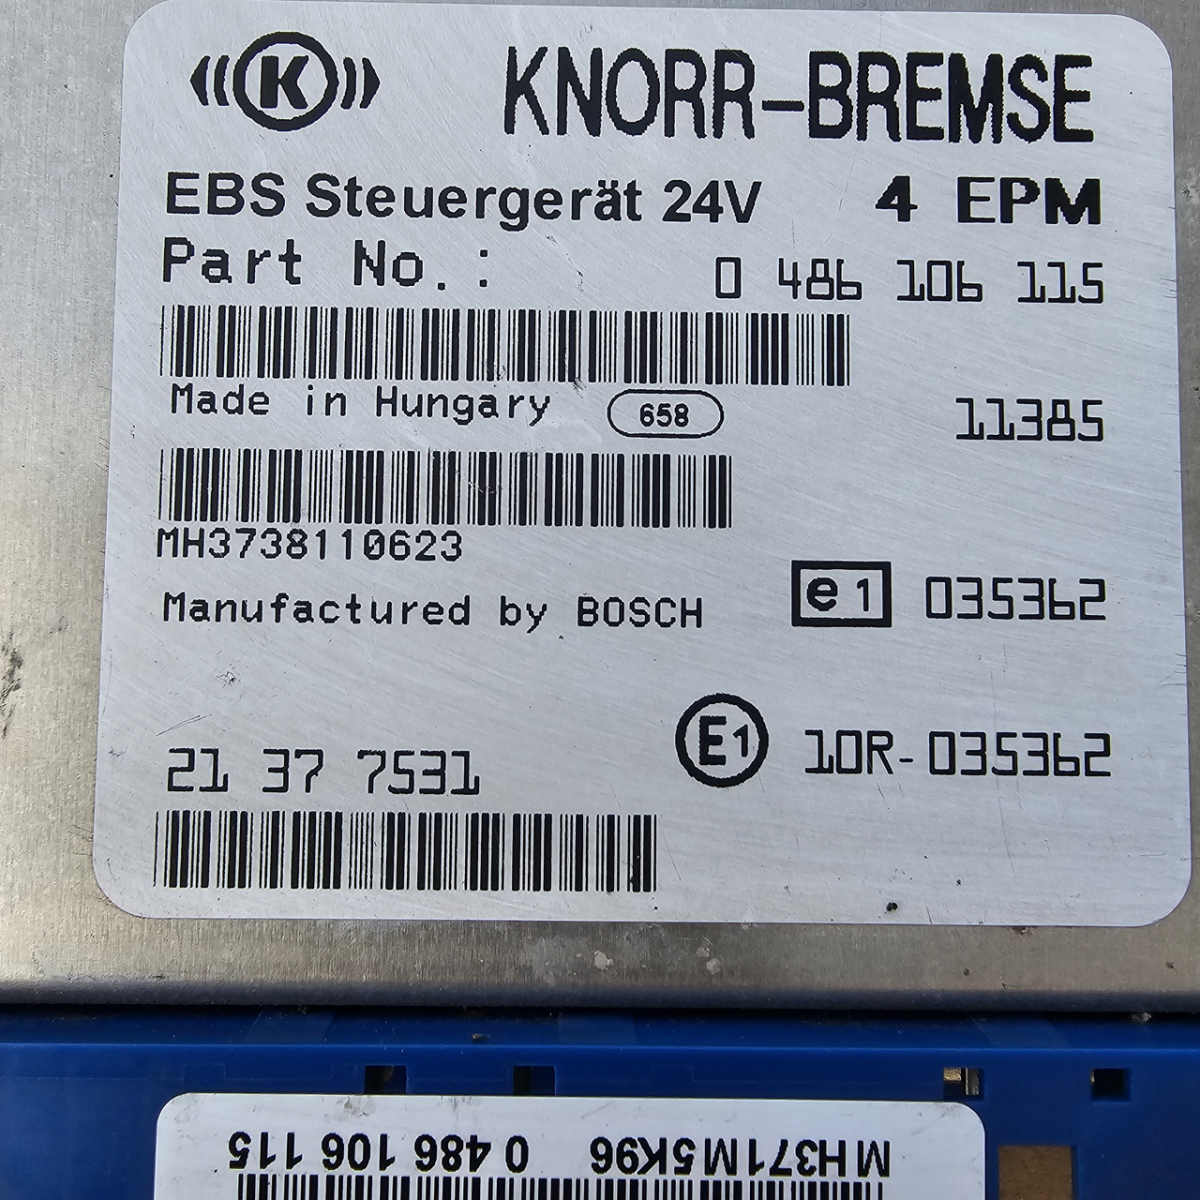 K KNORR-BREMSE
EBS Steuergerät 24V 4 EPM
Part No.: 0 486 106 115
Made in Hungary 658 11385
MH3738110623
Manufactured by BOSCH e1 035362
21 37 7531 E1 10R-035362
MH371M5K96 0 486 106 115